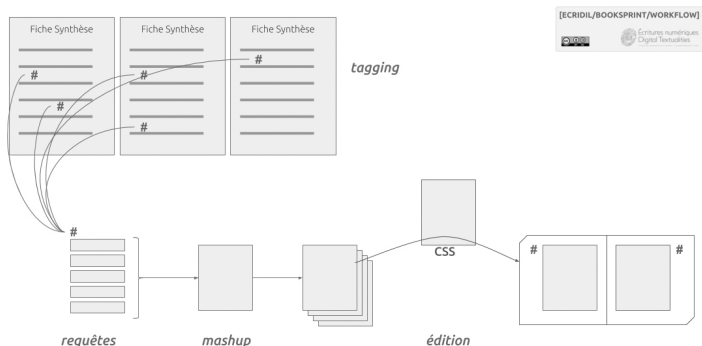 [ECRIDIL/BOOKSPRINT/WORKFLOW]
Écritures numériques
Digital Textualities
Fiche Synthèse
Fiche Synthèse
Fiche Synthèse
#
#
#
tagging
#
#
#
CSS
#
#
requêtes
mashup
édition